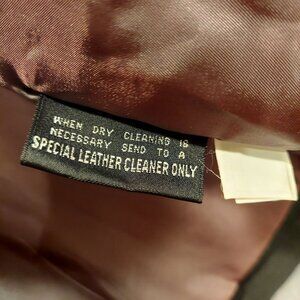 WHEN DRY CLEANING IS
NECESSARY SEND TO A
SPECIAL LEATHER CLEANER ONLY